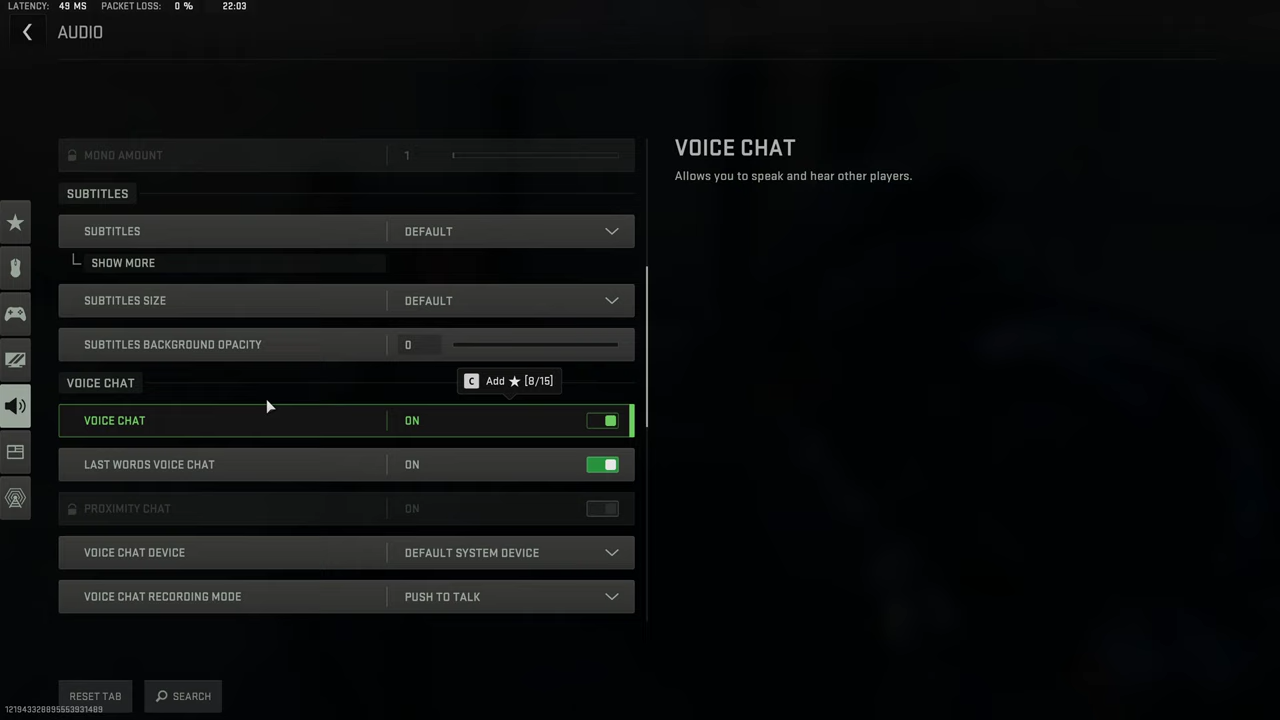 LATENCY: 49 MS PACKET LOSS: 0 % 22:03
AUDIO
MONO AMOUNT 1
SUBTITLES
SUBTITLES DEFAULT
SHOW MORE
SUBTITLES SIZE DEFAULT
SUBTITLES BACKGROUND OPACITY 0
VOICE CHAT
C Add ★ [8/15]
VOICE CHAT ON
LAST WORDS VOICE CHAT ON
PROXIMITY CHAT ON
VOICE CHAT DEVICE DEFAULT SYSTEM DEVICE
VOICE CHAT RECORDING MODE PUSH TO TALK
VOICE CHAT
Allows you to speak and hear other players.
RESET TAB SEARCH